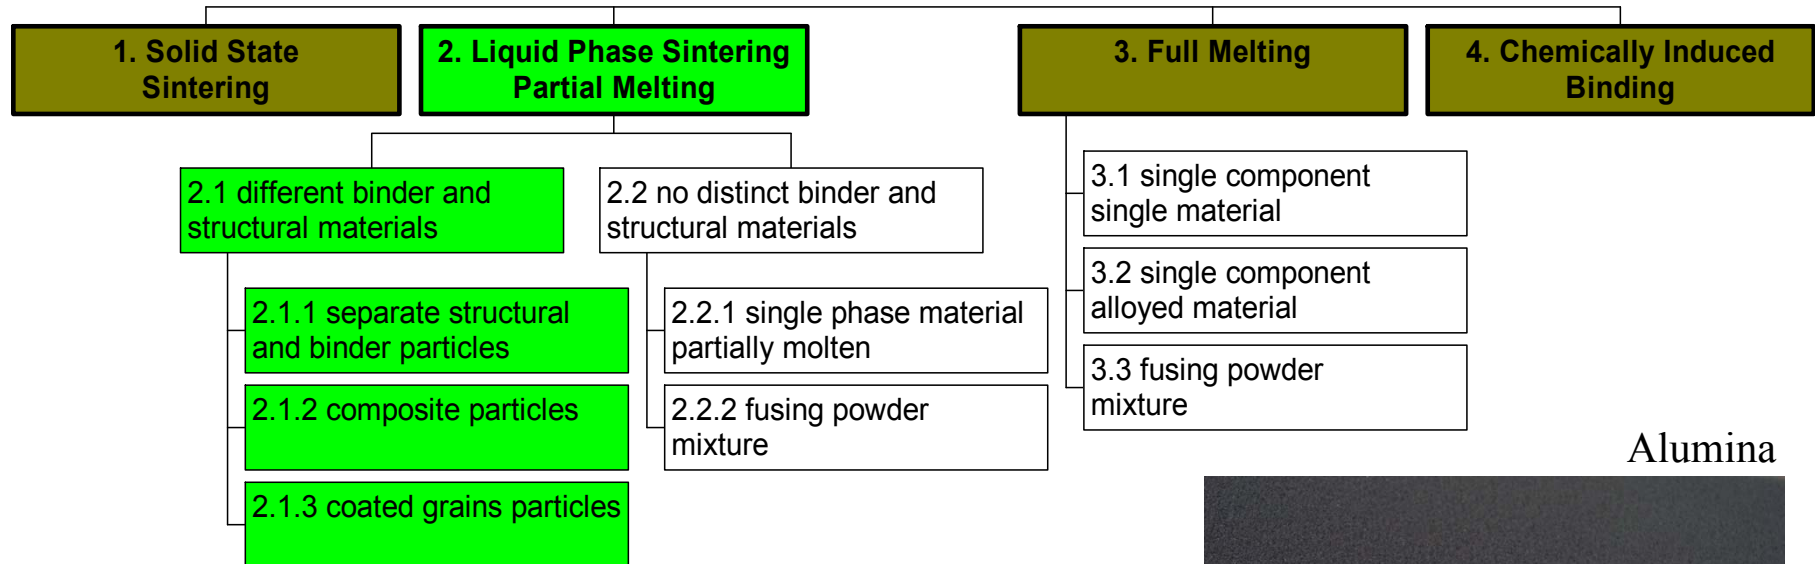 1. Solid State
Sintering
2. Liquid Phase Sintering
Partial Melting
3. Full Melting
4. Chemically Induced
Binding
2.1 different binder and
structural materials
2.2 no distinct binder and
structural materials
3.1 single component
single material
3.2 single component
alloyed material
3.3 fusing powder
mixture
2.1.1 separate structural
and binder particles
2.1.2 composite particles
2.1.3 coated grains particles
2.2.1 single phase material
partially molten
2.2.2 fusing powder
mixture
Alumina